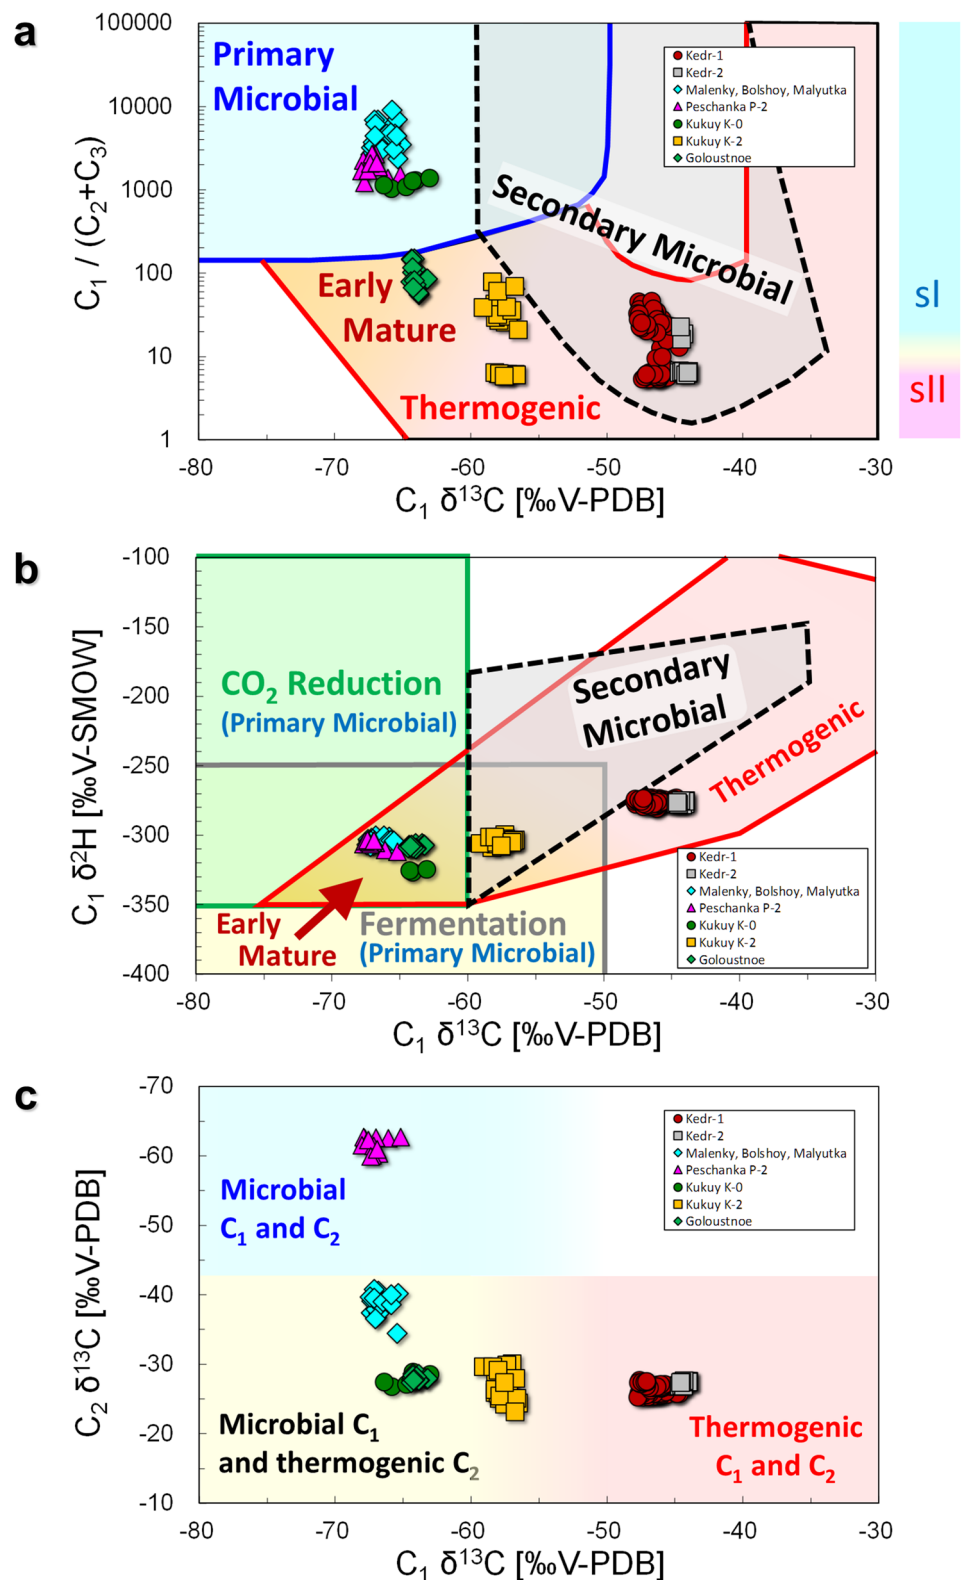 a
100000
10000
1000
100
10
1
C₁ / (C₂+C₃)
Primary
Microbial
Early
Mature
Thermogenic
Secondary Microbial
Kedr-1
Kedr-2
Malenky, Bolshoy, Malyutka
Peschanka P-2
Kukuy K-0
Kukuy K-2
Goloustnoe
sI
sII
-80 -70 -60 -50 -40 -30
C₁ δ¹³C [‰V-PDB]
b
-100
-150
-200
-250
-300
-350
-400
C₁ δ²H [‰V-SMOW]
CO₂ Reduction
(Primary Microbial)
Secondary
Microbial
Thermogenic
Early
Mature
Fermentation
(Primary Microbial)
Kedr-1
Kedr-2
Malenky, Bolshoy, Malyutka
Peschanka P-2
Kukuy K-0
Kukuy K-2
Goloustnoe
-80 -70 -60 -50 -40 -30
C₁ δ¹³C [‰V-PDB]
c
-70
-60
-50
-40
-30
-20
-10
C₂ δ¹³C [‰V-PDB]
Microbial
C₁ and C₂
Kedr-1
Kedr-2
Malenky, Bolshoy, Malyutka
Peschanka P-2
Kukuy K-0
Kukuy K-2
Goloustnoe
Microbial C₁
and thermogenic C₂
Thermogenic
C₁ and C₂
-80 -70 -60 -50 -40 -30
C₁ δ¹³C [‰V-PDB]